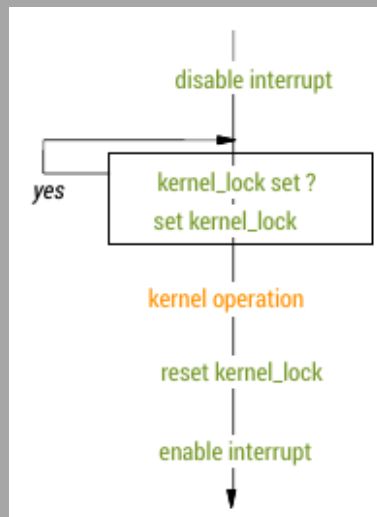 disable interrupt
kernel_lock set ?
yes
set kernel_lock
kernel operation
reset kernel_lock
enable interrupt